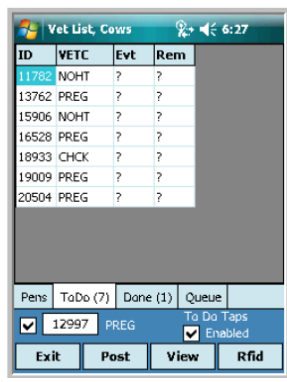 Vet List, Cows 6:27
ID VETC Evt Rem
11782 NOHT ? ?
13762 PREG ? ?
15906 NOHT ? ?
16528 PREG ? ?
18933 CHCK ? ?
19009 PREG ? ?
20504 PREG ? ?
Pens ToDo (7) Done (1) Queue
12997 PREG To Do Taps
Enabled
Exit Post View Rfid